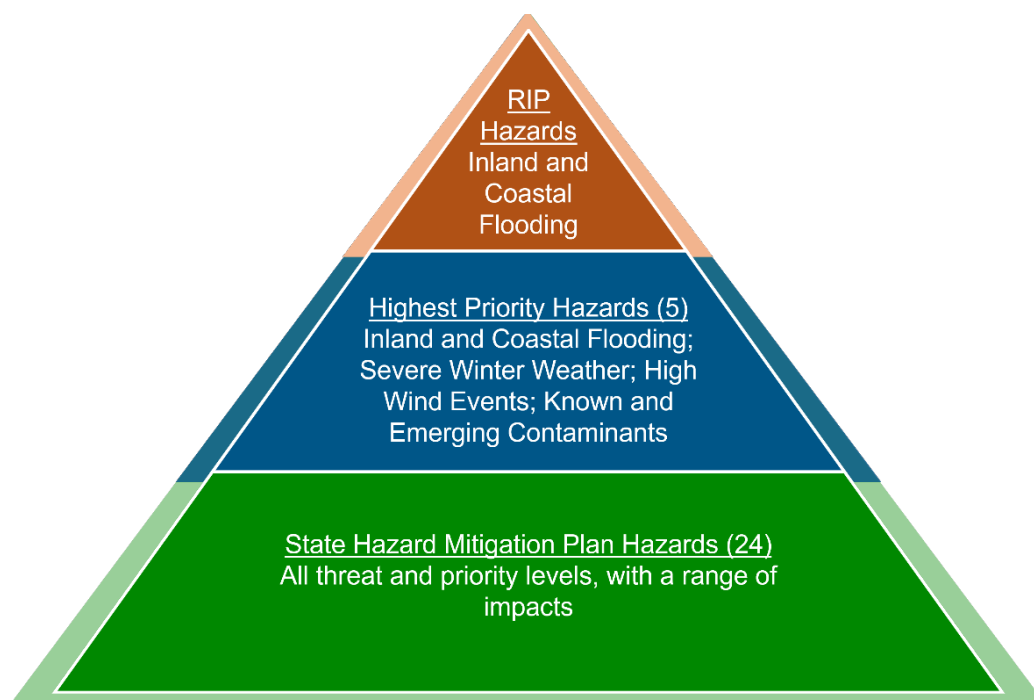 RIP
Hazards
Inland and
Coastal
Flooding
Highest Priority Hazards (5)
Inland and Coastal Flooding;
Severe Winter Weather; High
Wind Events; Known and
Emerging Contaminants
State Hazard Mitigation Plan Hazards (24)
All threat and priority levels, with a range of
impacts